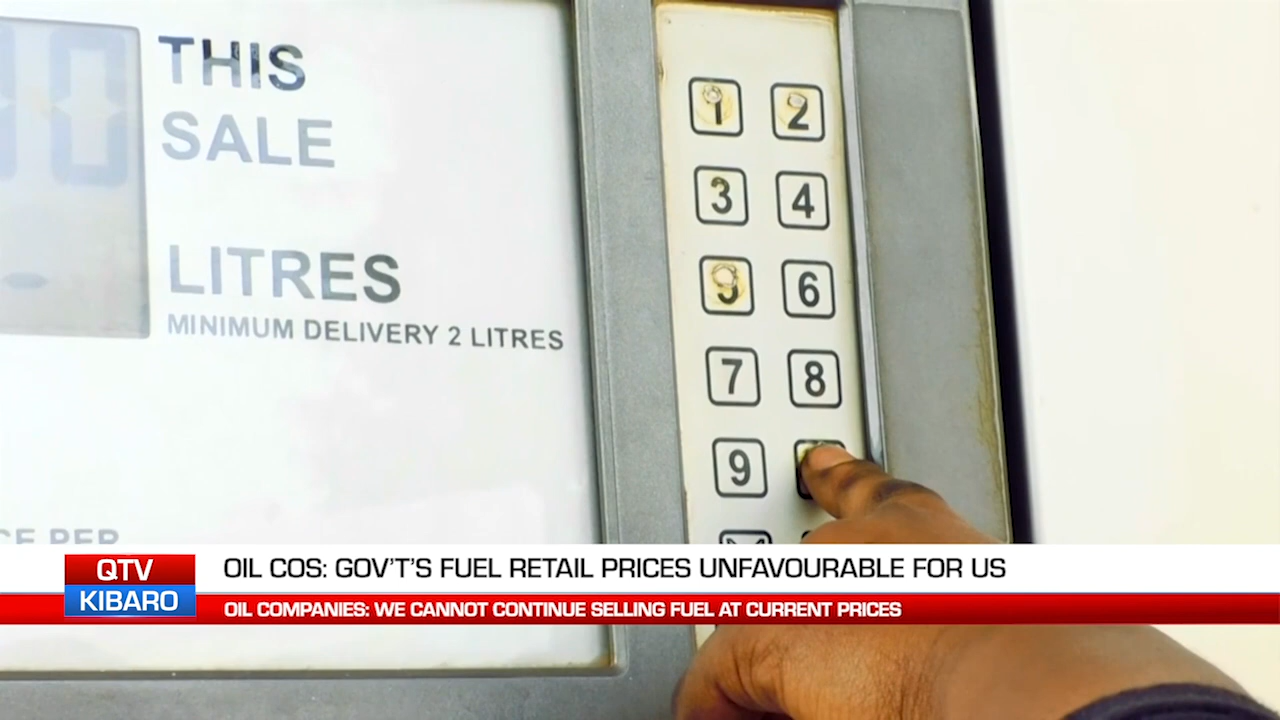 THIS
SALE
LITRES
MINIMUM DELIVERY 2 LITRES
1 2
3 4
5 6
7 8
9
PER
QTV
KIBARO
OIL COS: GOV'T'S FUEL RETAIL PRICES UNFAVOURABLE FOR US
OIL COMPANIES: WE CANNOT CONTINUE SELLING FUEL AT CURRENT PRICES